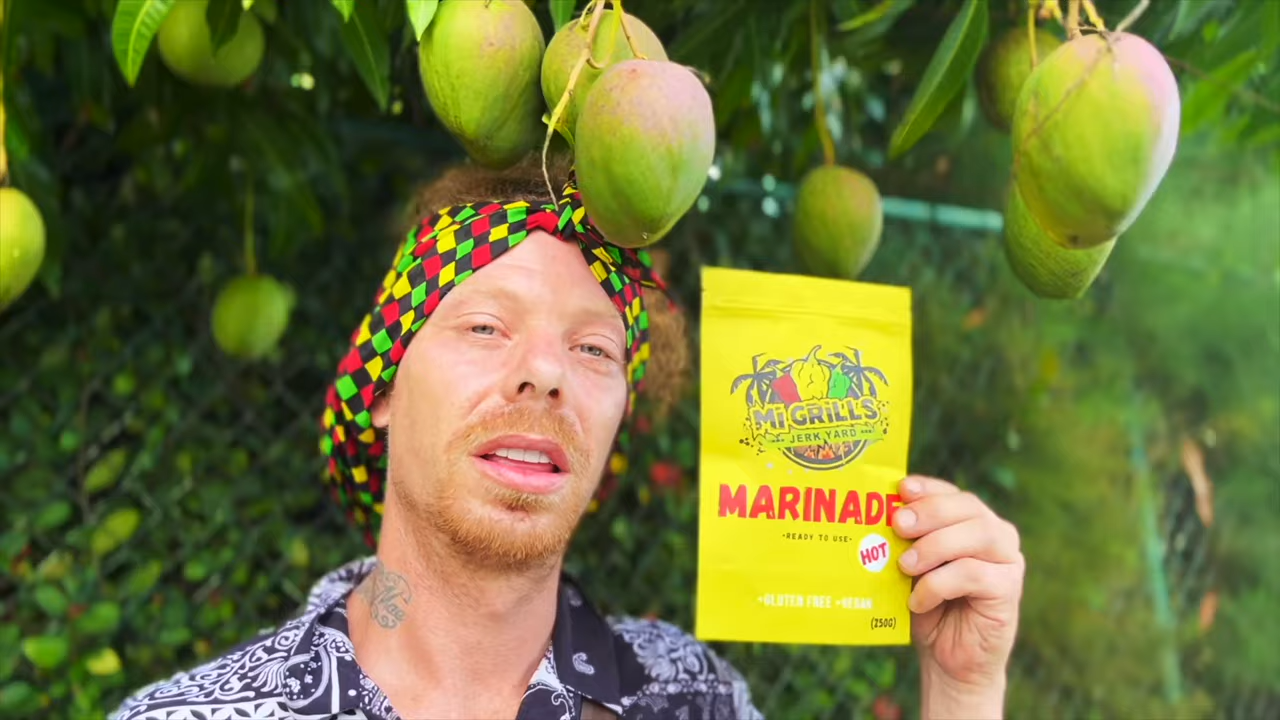 Mi GRiLLS
JERK YARD
MARINADE
·READY TO USE·
HOT
·GLUTEN FREE ·VEGAN
(250G)